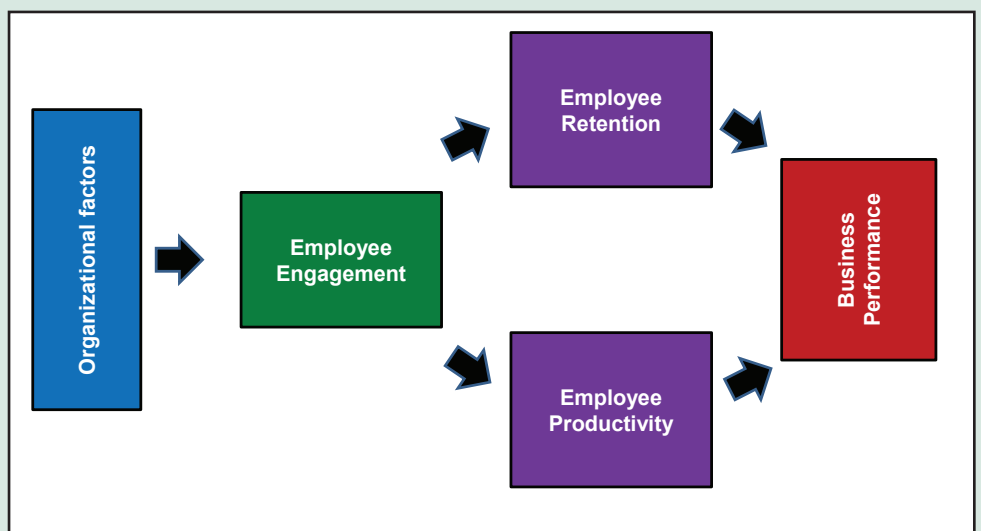 Organizational factors
Employee
Engagement
Employee
Retention
Employee
Productivity
Business
Performance